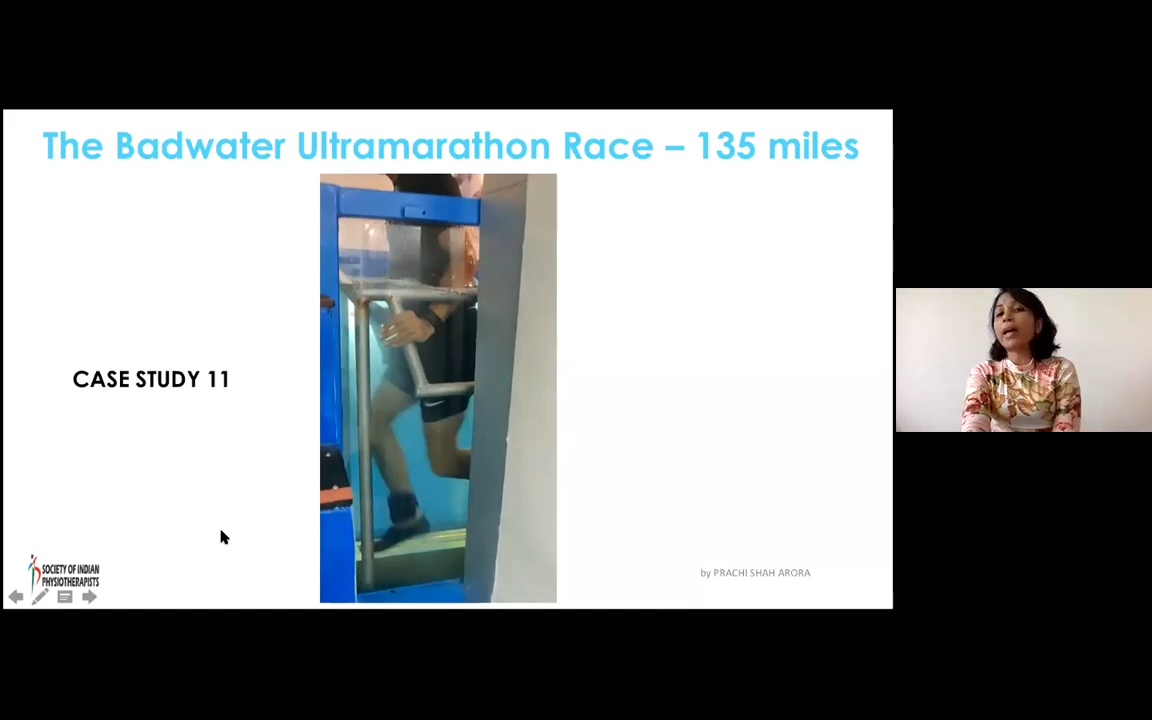 The Badwater Ultramarathon Race – 135 miles
CASE STUDY 11
SOCIETY OF INDIAN
PHYSIOTHERAPISTS
by PRACHI SHAH ARORA